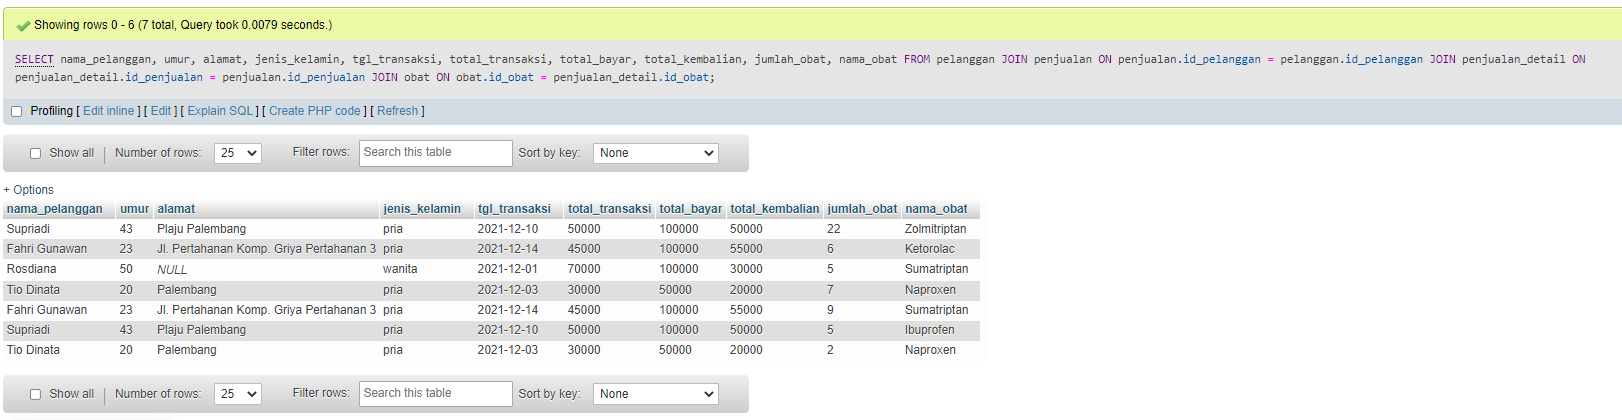 Showing rows 0 - 6 (7 total, Query took 0.0079 seconds.)
SELECT nama_pelanggan, umur, alamat, jenis_kelamin, tgl_transaksi, total_transaksi, total_bayar, total_kembalian, jumlah_obat, nama_obat FROM pelanggan JOIN penjualan ON penjualan.id_pelanggan = pelanggan.id_pelanggan JOIN penjualan_detail ON
penjualan_detail.id_penjualan = penjualan.id_penjualan JOIN obat ON obat.id_obat = penjualan_detail.id_obat;
Profiling [ Edit inline ] [ Edit ] [ Explain SQL ] [ Create PHP code ] [ Refresh ]
Show all | Number of rows: 25 Filter rows: Search this table Sort by key: None
+ Options
nama_pelanggan umur alamat jenis_kelamin tgl_transaksi total_transaksi total_bayar total_kembalian jumlah_obat nama_obat
Supriadi 43 Plaju Palembang pria 2021-12-10 50000 100000 50000 22 Zolmitriptan
Fahri Gunawan 23 Jl. Pertahanan Komp. Griya Pertahanan 3 pria 2021-12-14 45000 100000 55000 6 Ketorolac
Rosdiana 50 NULL wanita 2021-12-01 70000 100000 30000 5 Sumatriptan
Tio Dinata 20 Palembang pria 2021-12-03 30000 50000 20000 7 Naproxen
Fahri Gunawan 23 Jl. Pertahanan Komp. Griya Pertahanan 3 pria 2021-12-14 45000 100000 55000 9 Sumatriptan
Supriadi 43 Plaju Palembang pria 2021-12-10 50000 100000 50000 5 Ibuprofen
Tio Dinata 20 Palembang pria 2021-12-03 30000 50000 20000 2 Naproxen
Show all | Number of rows: 25 Filter rows: Search this table Sort by key: None